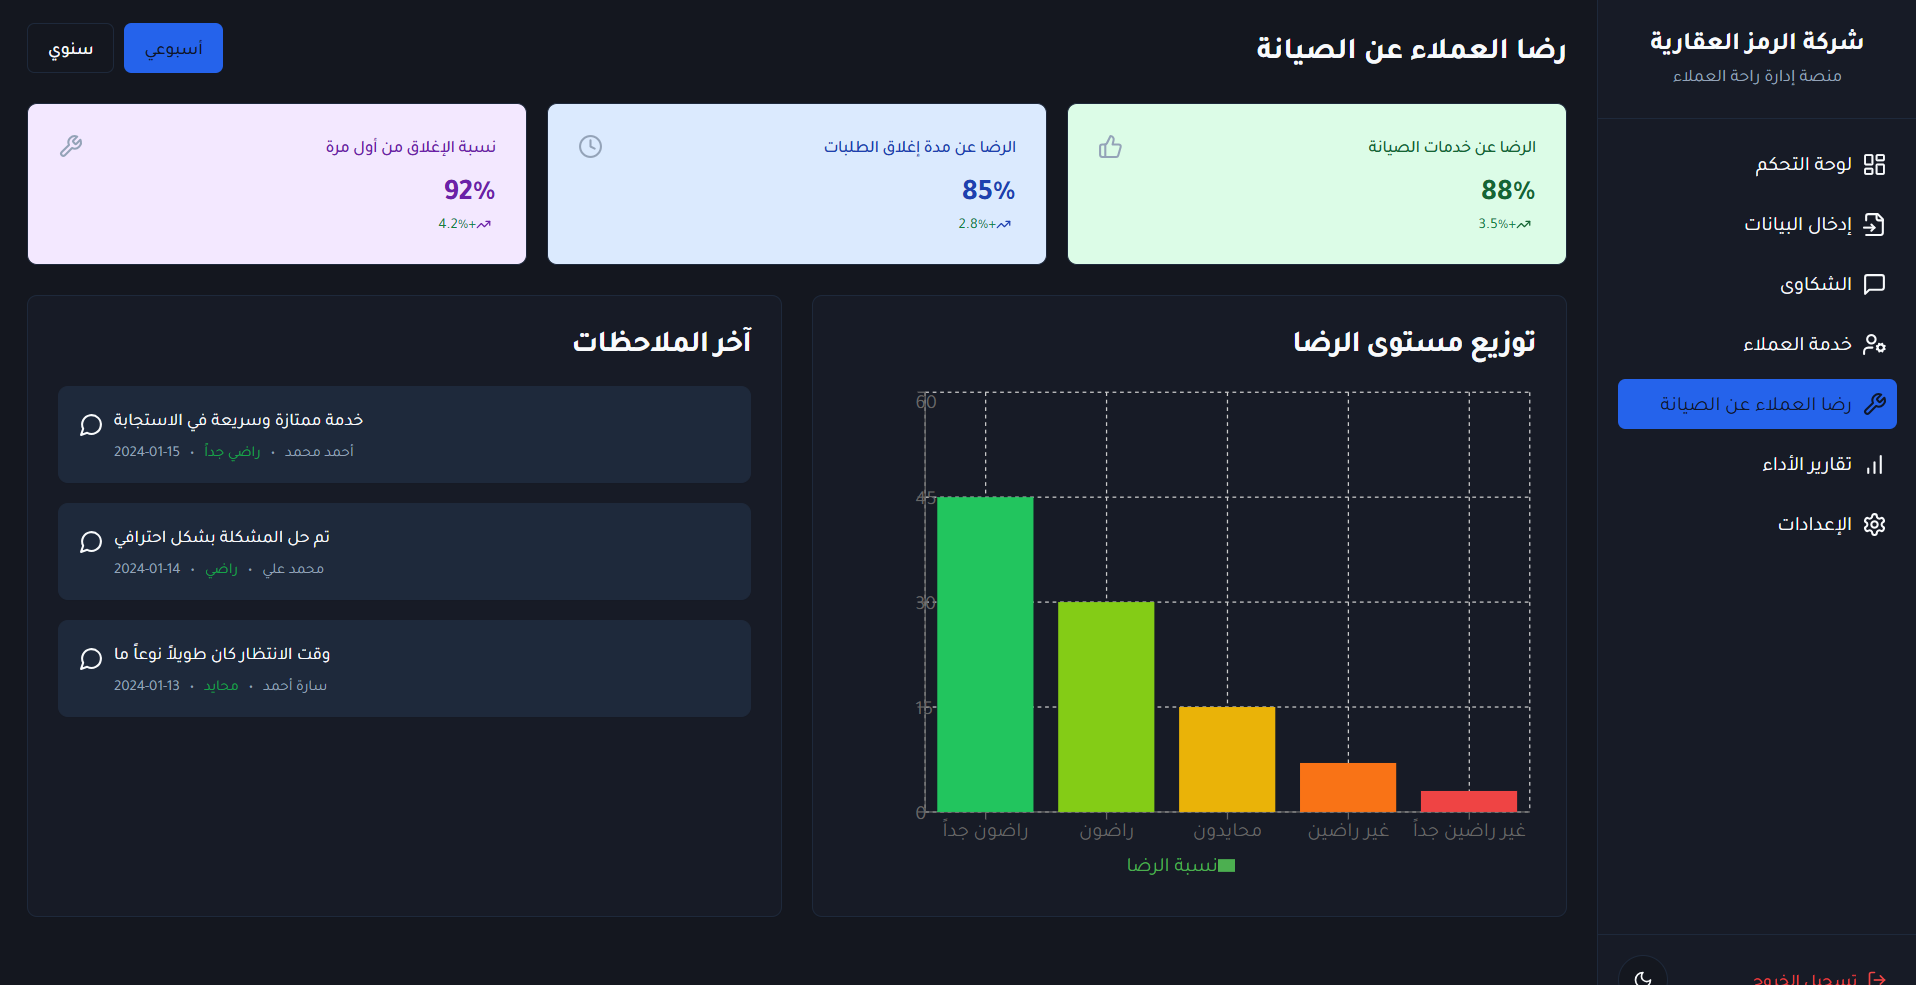 شركة الرمز العقارية
منصة إدارة راحة العملاء
لوحة التحكم
إدخال البيانات
الشكاوى
خدمة العملاء
رضا العملاء عن الصيانة
تقارير الأداء
الإعدادات
تسجيل الخروج
رضا العملاء عن الصيانة
أسبوعي
سنوي
الرضا عن خدمات الصيانة
88%
+3.5%
الرضا عن مدة إغلاق الطلبات
85%
+2.8%
نسبة الإغلاق من أول مرة
92%
+4.2%
توزيع مستوى الرضا
60
45
30
15
0
راضون جداً
راضون
محايدون
غير راضين
غير راضين جداً
نسبة الرضا
آخر الملاحظات
خدمة ممتازة وسريعة في الاستجابة
أحمد محمد • راضي جداً • 2024-01-15
تم حل المشكلة بشكل احترافي
محمد علي • راضي • 2024-01-14
وقت الانتظار كان طويلاً نوعاً ما
سارة أحمد • محايد • 2024-01-13